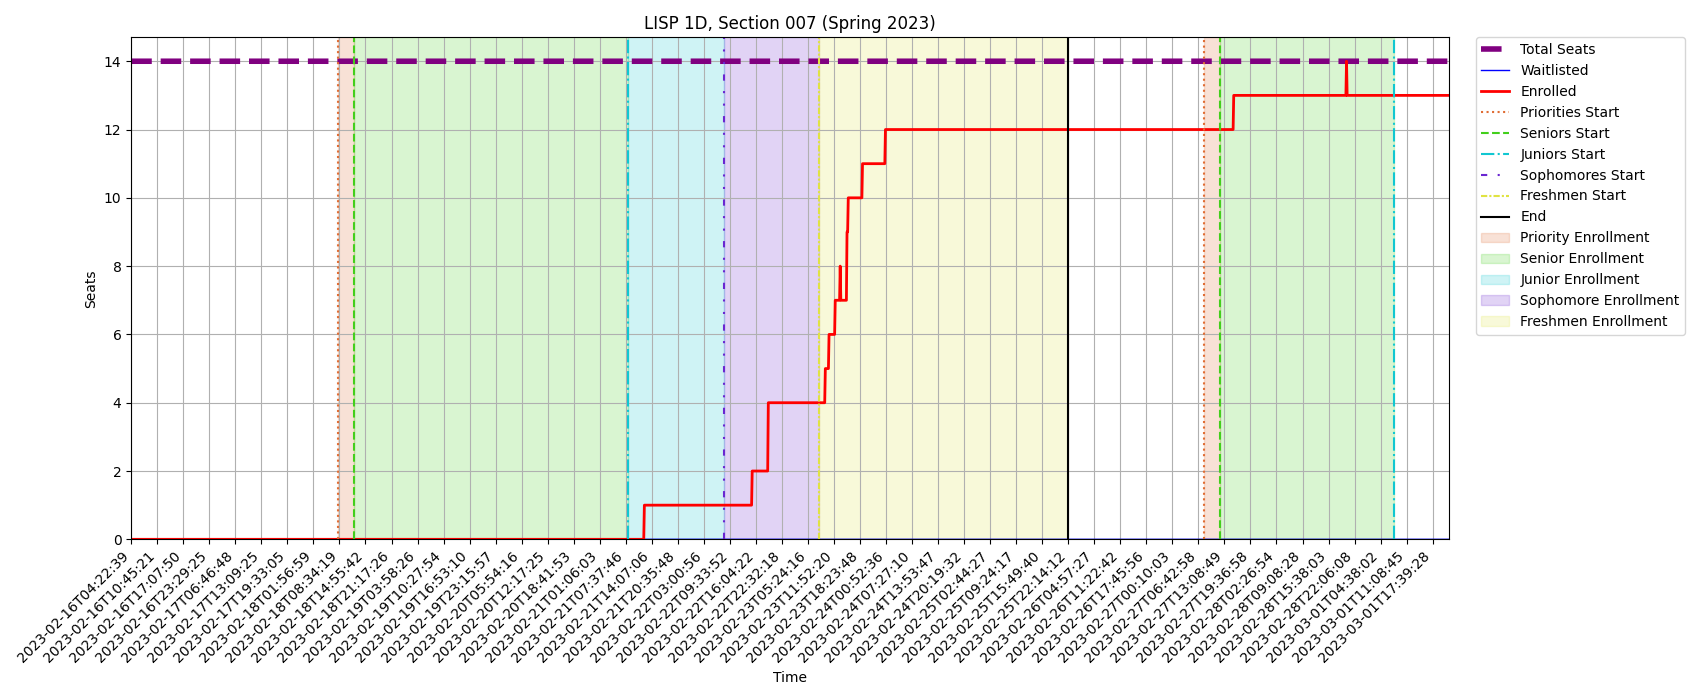 LISP 1D, Section 007 (Spring 2023)
Seats
14
12
10
8
6
4
2
0
2023-02-16T04:22:39
2023-02-16T10:45:21
2023-02-16T17:07:50
2023-02-16T23:29:25
2023-02-17T06:46:48
2023-02-17T13:09:25
2023-02-17T19:33:05
2023-02-18T01:56:59
2023-02-18T08:34:19
2023-02-18T14:55:42
2023-02-18T21:17:26
2023-02-19T03:58:26
2023-02-19T10:27:54
2023-02-19T16:53:10
2023-02-19T23:15:57
2023-02-20T05:54:16
2023-02-20T12:17:25
2023-02-20T18:41:53
2023-02-21T01:06:03
2023-02-21T07:37:46
2023-02-21T14:07:06
2023-02-21T20:35:48
2023-02-22T03:00:56
2023-02-22T09:33:52
2023-02-22T16:04:22
2023-02-22T22:32:18
2023-02-23T05:24:16
2023-02-23T11:52:20
2023-02-23T18:23:48
2023-02-24T00:52:36
2023-02-24T07:27:10
2023-02-24T13:53:47
2023-02-24T20:19:32
2023-02-25T02:44:27
2023-02-25T09:24:17
2023-02-25T15:49:40
2023-02-25T22:14:12
2023-02-26T04:57:27
2023-02-26T11:22:42
2023-02-26T17:45:56
2023-02-27T00:10:03
2023-02-27T06:42:58
2023-02-27T13:08:49
2023-02-27T19:36:58
2023-02-28T02:26:54
2023-02-28T09:08:28
2023-02-28T15:38:03
2023-02-28T22:06:08
2023-03-01T04:38:02
2023-03-01T11:08:45
2023-03-01T17:39:28
Time
Total Seats
Waitlisted
Enrolled
Priorities Start
Seniors Start
Juniors Start
Sophomores Start
Freshmen Start
End
Priority Enrollment
Senior Enrollment
Junior Enrollment
Sophomore Enrollment
Freshmen Enrollment